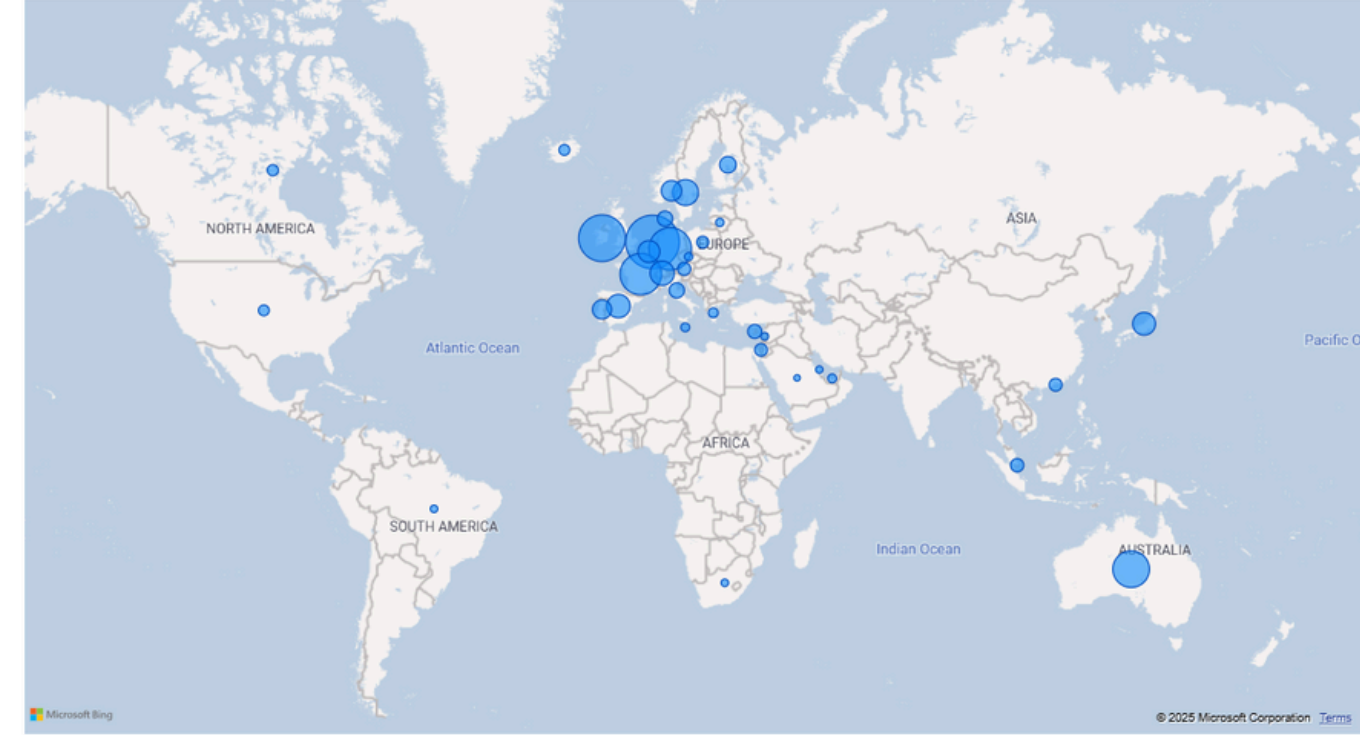 ASIA
NORTH AMERICA
EUROPE
Atlantic Ocean
Pacific O
AFRICA
SOUTH AMERICA
Indian Ocean
AUSTRALIA
Microsoft Bing
© 2025 Microsoft Corporation Terms